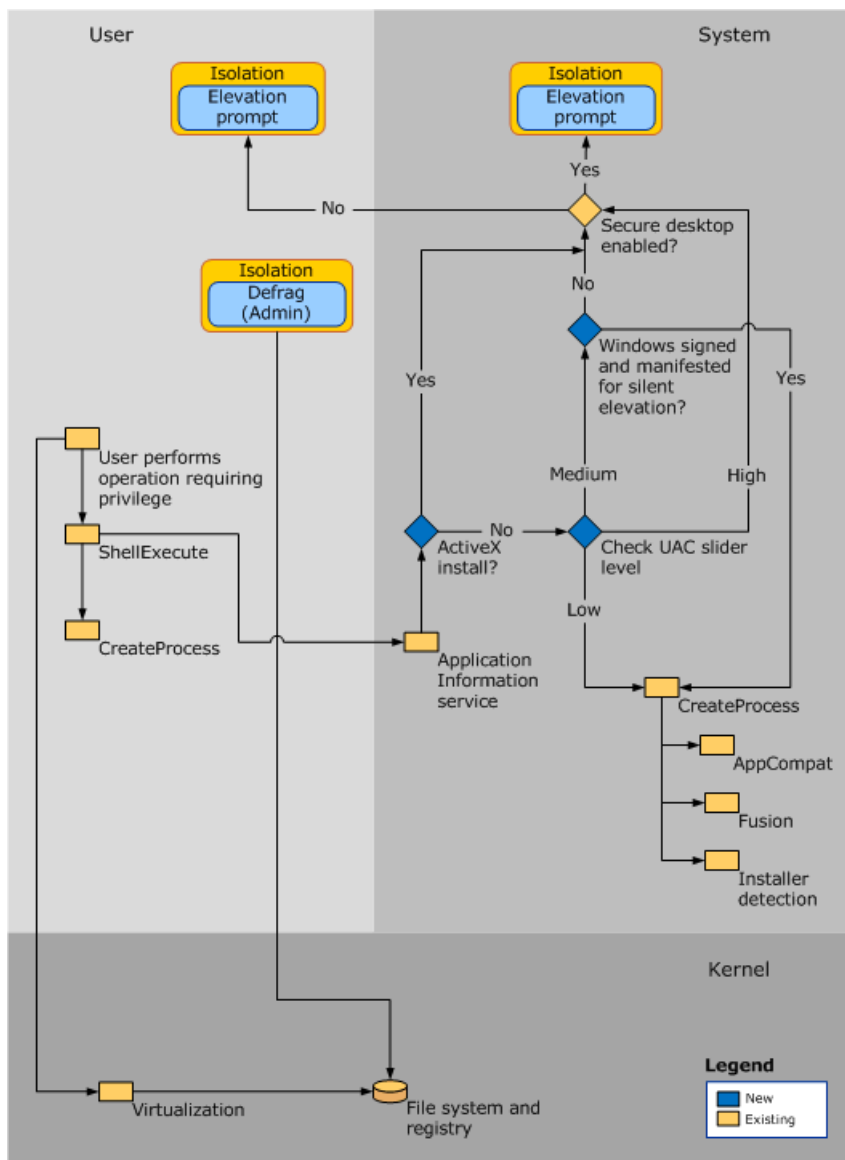 User
System
Isolation
Elevation
prompt
Isolation
Elevation
prompt
Yes
No
Secure desktop
enabled?
Isolation
Defrag
(Admin)
No
Windows signed
and manifested
for silent
elevation?
Yes
Yes
User performs
operation requiring
privilege
Medium
High
ShellExecute
ActiveX
install?
No
Check UAC slider
level
Low
CreateProcess
Application
Information
service
CreateProcess
AppCompat
Fusion
Installer
detection
Kernel
Virtualization
File system and
registry
Legend
New
Existing